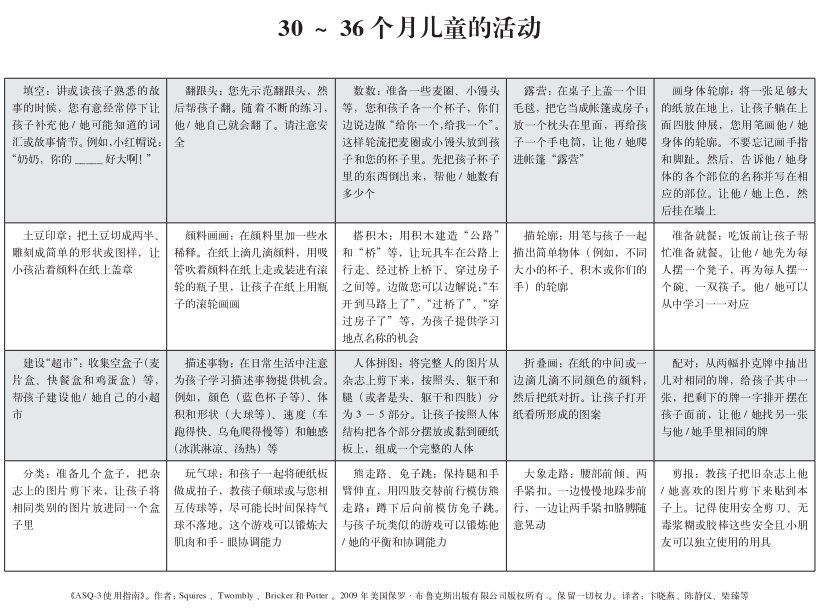 30 ~ 36 个月儿童的活动
填空：讲或读孩子熟悉的故
事的时候，您有意经常停下让
孩子补充他 / 她可能知道的词
汇或故事情节。例如，小红帽说：
“奶奶，你的 ____ 好大啊！”
翻跟头：您先示范翻跟头，然
后帮孩子翻。随着不断的练习，
他 / 她自己就会翻了。请注意安
全
数数：准备一些麦圈、小馒头
等，您和孩子各一个杯子，你们
边说边做“给你一个，给我一个”。
这样轮流把麦圈或小馒头放到孩
子和您的杯子里。先把孩子杯子
里的东西倒出来，帮他 / 她数有
多少个
露营：在桌子上盖一个旧
毛毯，把它当成帐篷或房子；
放一个枕头在里面，再给孩
子一个手电筒，让他 / 她爬
进帐篷“露营”
画身体轮廓：将一张足够大
的纸放在地上，让孩子躺在上
面四肢伸展，您用笔画他 / 她
身体的轮廓。不要忘记画手指
和脚趾。然后，告诉他 / 她身
体的各个部位的名称并写在相
应的部位。让他 / 她上色，然
后挂在墙上
土豆印章：把土豆切成两半、
雕刻成简单的形状或图样，让
小孩沾着颜料在纸上盖章
颜料画画：在颜料里加一些水
稀释。在纸上滴几滴颜料，用吸
管吹着颜料在纸上走或装进有滚
轮的瓶子里，让孩子在纸上用瓶
子的滚轮画画
搭积木：用积木建造“公路”
和“桥”等，让玩具车在公路上
行走、经过桥上桥下、穿过房子
之间等。边做您可以边解说：“车
开到马路上了”、“过桥了”、“穿
过房子了”等，为孩子提供学习
地点名称的机会
描轮廓：用笔与孩子一起
描出简单物体（例如，不同
大小的杯子、积木或你们的
手）的轮廓
准备就餐：吃饭前让孩子帮
忙准备就餐。让他 / 她先为每
人摆一个凳子，再为每人摆一
个碗、一双筷子。他 / 她可以
从中学习一一对应
建设“超市”：收集空盒子（麦
片盒、快餐盒和鸡蛋盒）等，
帮孩子建设他 / 她自己的小超
市
描述事物：在日常生活中注意
为孩子学习描述事物提供机会。
例如，颜色（蓝色杯子等）、体
积和形状（大球等）、速度（车
跑得快、乌龟爬得慢等）和触感
（冰淇淋凉、汤热）等
人体拼图：将完整人的图片从
杂志上剪下来，按照头、躯干和
腿（或者是头、躯干和四肢）分
为 3 － 5 部分。让孩子按照人体
结构把各个部分摆放或黏到硬纸
板上，组成一个完整的人体
折叠画：在纸的中间或一
边滴几滴不同颜色的颜料，
然后把纸对折。让孩子打开
纸看所形成的图案
配对：从两幅扑克牌中抽出
几对相同的牌，给孩子其中一
张，把剩下的牌一字排开摆在
孩子面前，让他 / 她找另一张
与他 / 她手里相同的牌
分类：准备几个盒子，把杂
志上的图片剪下来，让孩子将
相同类别的图片放进同一个盒
子里
玩气球：和孩子一起将硬纸板
做成拍子，教孩子颠球或与您相
互传球等，尽可能长时间保持气
球不落地。这个游戏可以锻炼大
肌肉和手 - 眼协调能力
熊走路、兔子跳：保持腿和手
臂伸直，用四肢交替前行模仿熊
走路；蹲下后向前模仿兔子跳。
与孩子玩类似的游戏可以锻炼他
/ 她的平衡和协调能力
大象走路：腰部前倾、两
手紧扣。一边慢慢地跺步前
行，一边让两手紧扣胳膊随
意晃动
剪报：教孩子把旧杂志上他
/ 她喜欢的图片剪下来贴到本
子上。记得使用安全剪刀、无
毒浆糊或胶棒这些安全且小朋
友可以独立使用的用具
《ASQ-3使用指南》。作者：Squires 、Twombly 、Bricker 和 Potter 。2009 年美国保罗 · 布鲁克斯出版有限公司版权所有 。保留一切权力。译者：卞晓燕、陈静仪、柴臻等